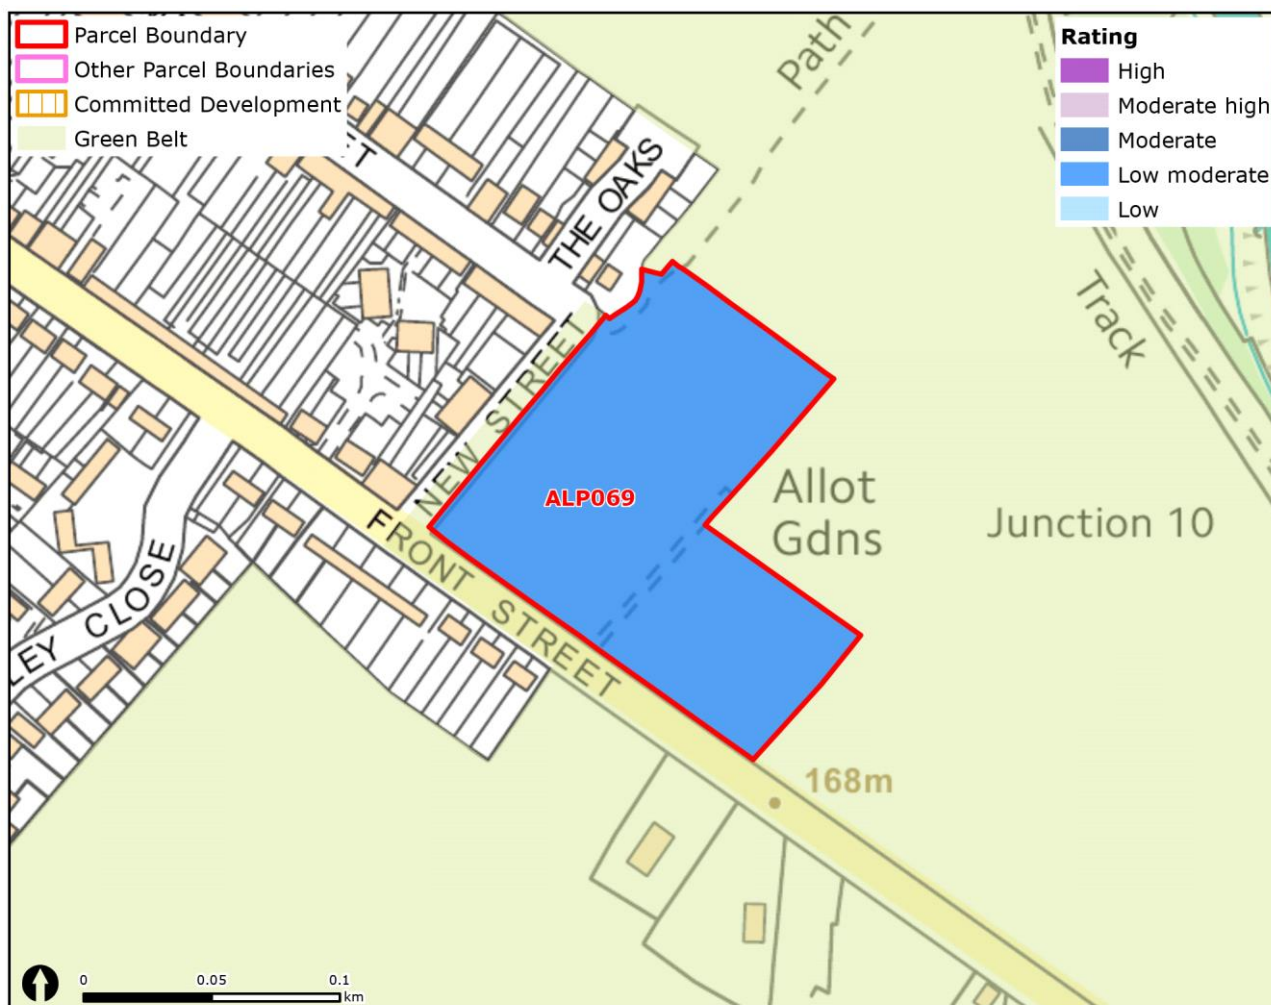 Parcel Boundary
Other Parcel Boundaries
Committed Development
Green Belt
Rating
High
Moderate high
Moderate
Low moderate
Low
Path
THE OAKS
Track
NEW STREET
ALP069
Allot
Gdns
Junction 10
FRONT STREET
LEY CLOSE
168m
0 0.05 0.1
km